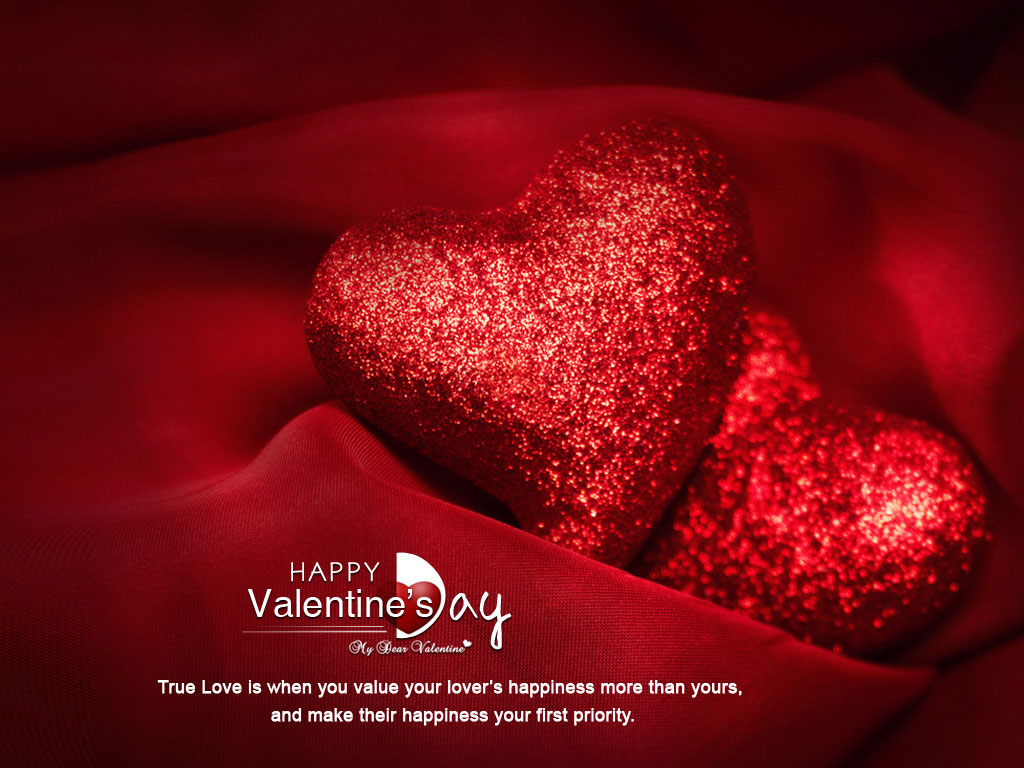 HAPPY
Valentine's Day
My Dear Valentine
True Love is when you value your lover's happiness more than yours,
and make their happiness your first priority.